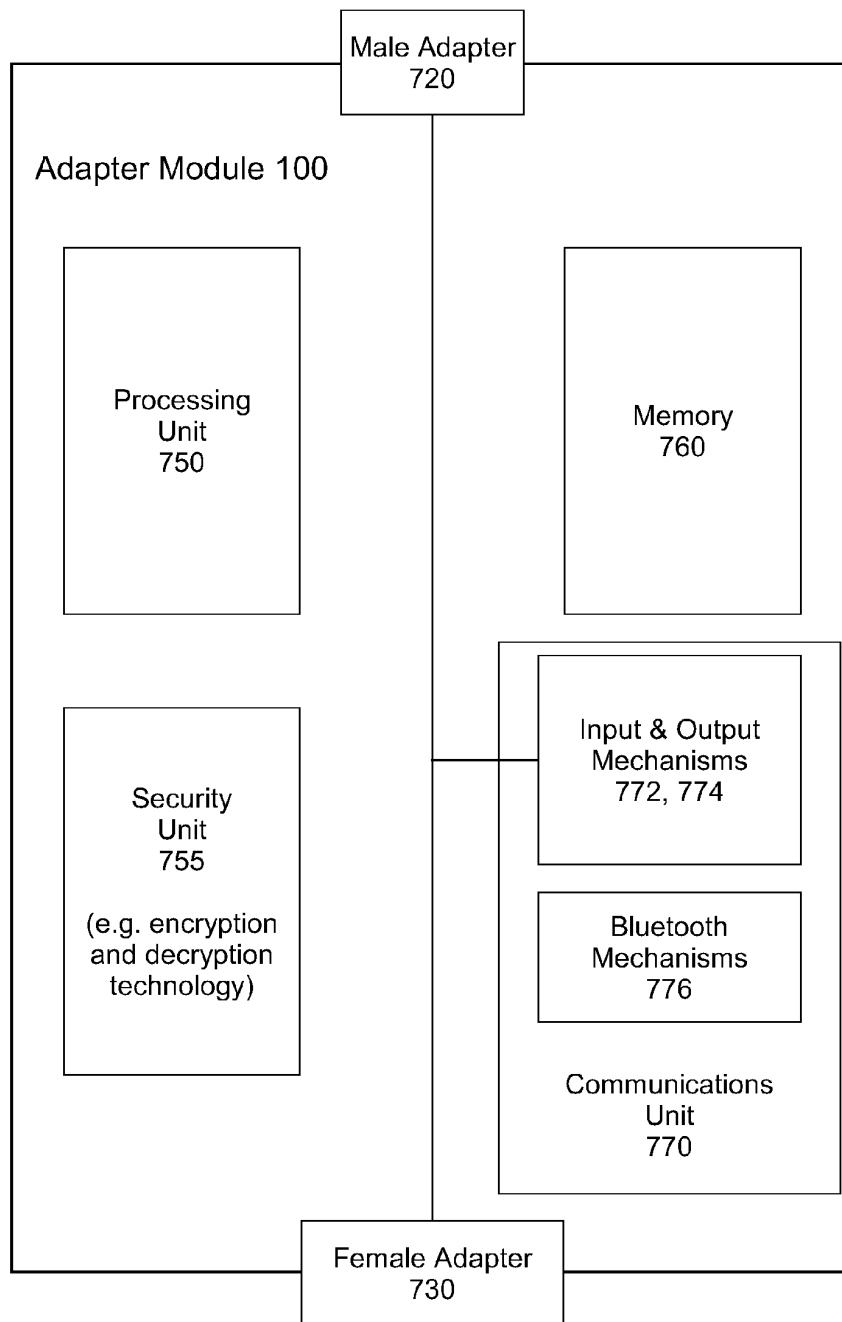 Male Adapter
720
Adapter Module 100
Processing
Unit
750
Memory
760
Security
Unit
755
(e.g. encryption
and decryption
technology)
Input & Output
Mechanisms
772, 774
Bluetooth
Mechanisms
776
Communications
Unit
770
Female Adapter
730